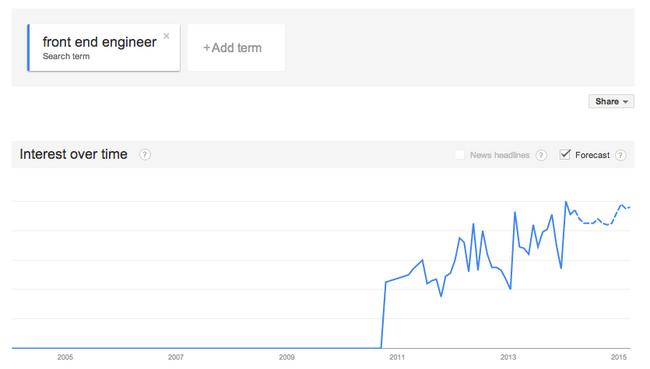 front end engineer ×
Search term
+Add term
Share
Interest over time ?
News headlines ?
Forecast ?
2005 2007 2009 2011 2013 2015